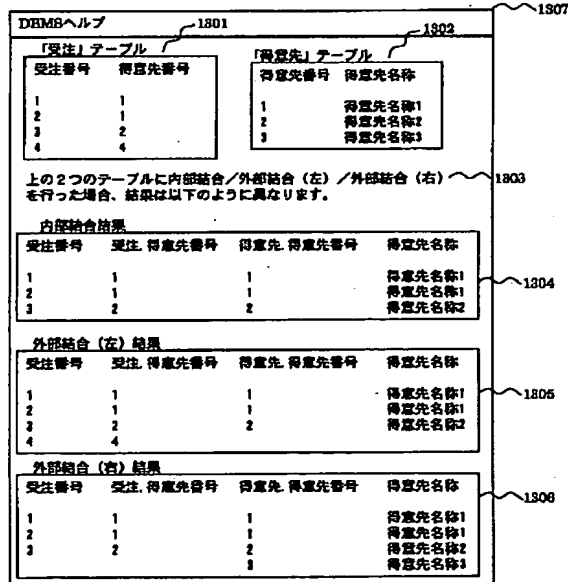 DBMSヘルプ
1307
「受注」テーブル
1301
受注番号 得意先番号
1 1
2 1
3 2
4 4
「得意先」テーブル
1302
得意先番号 得意先名称
1 得意先名称1
2 得意先名称2
3 得意先名称3
上の2つのテーブルに内部結合/外部結合(左)/外部結合(右)
を行った場合、結果は以下のように異なります。
1303
内部結合結果
受注番号 受注.得意先番号 得意先.得意先番号 得意先名称
1 1 1 得意先名称1
2 1 1 得意先名称1
3 2 2 得意先名称2
1304
外部結合(左)結果
受注番号 受注.得意先番号 得意先.得意先番号 得意先名称
1 1 1 得意先名称1
2 1 1 得意先名称1
3 2 2 得意先名称2
4 4
1305
外部結合(右)結果
受注番号 受注.得意先番号 得意先.得意先番号 得意先名称
1 1 1 得意先名称1
2 1 1 得意先名称1
3 2 2 得意先名称2
3 得意先名称3
1306